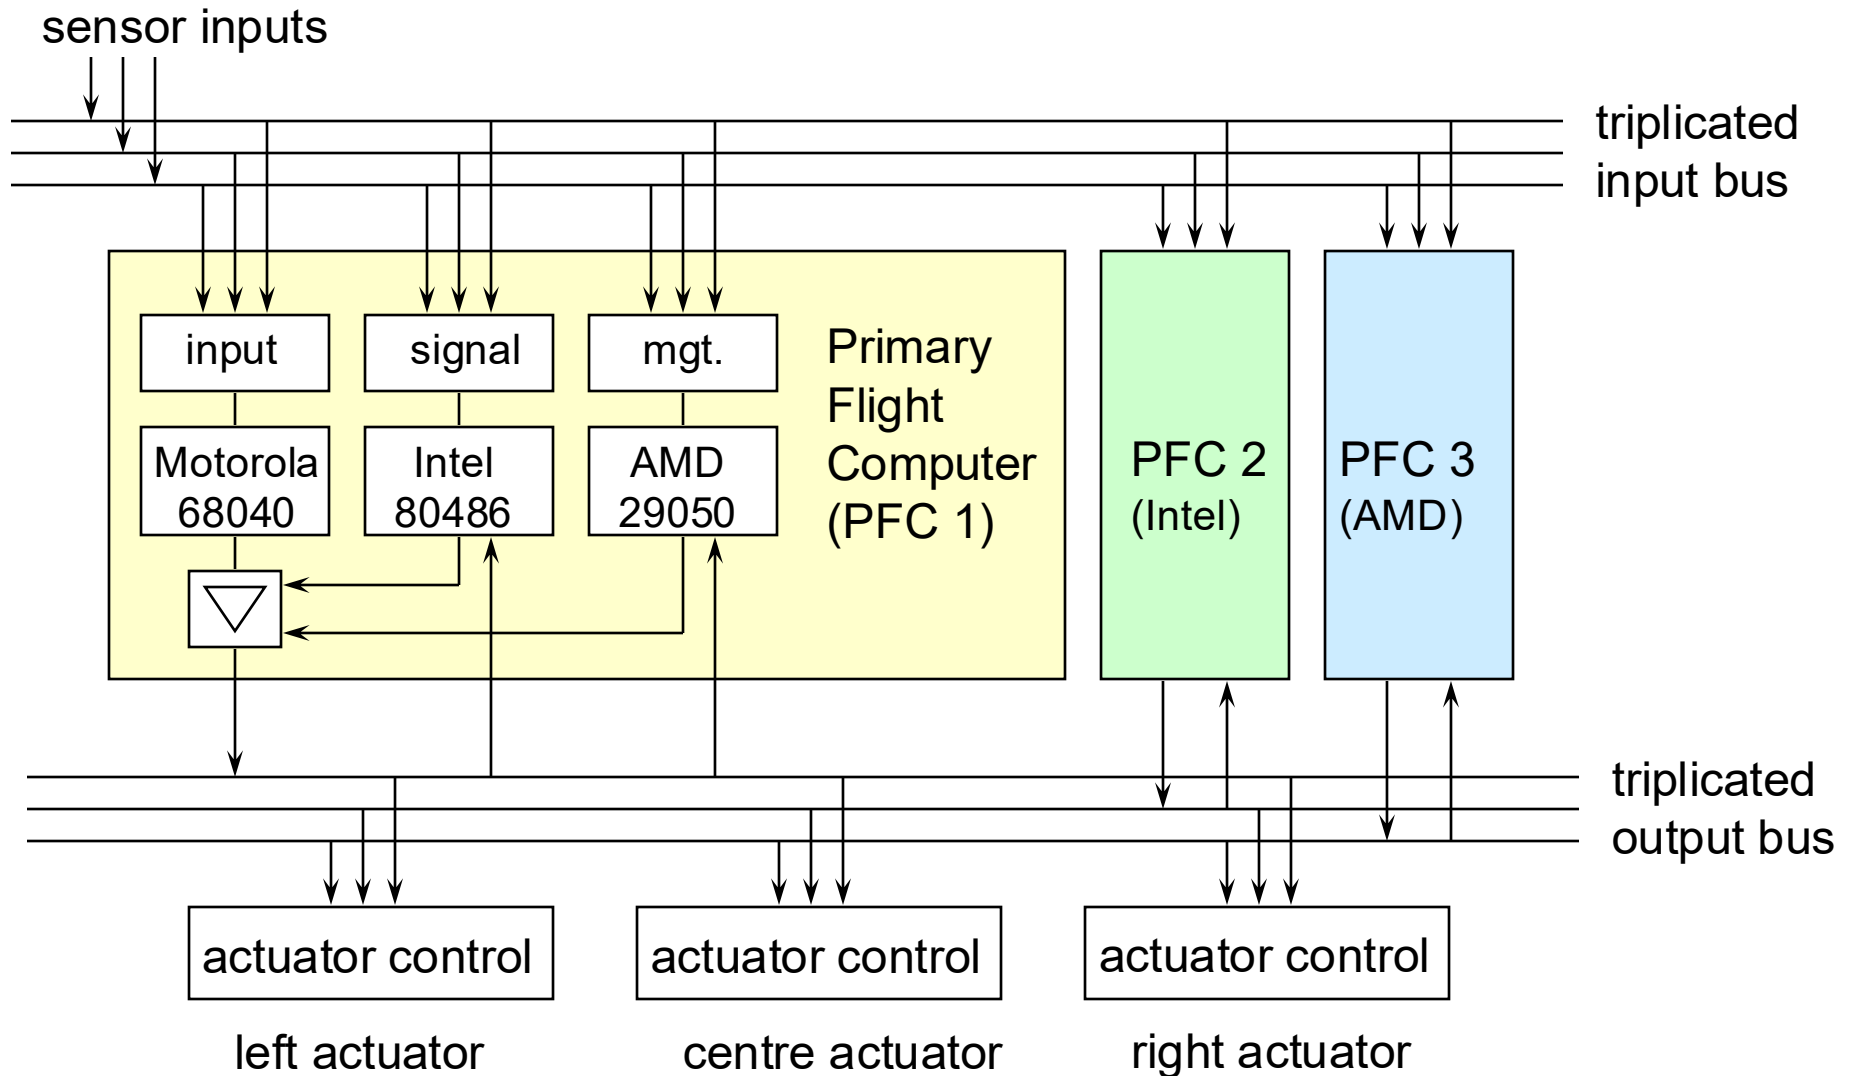 sensor inputs
triplicated
input bus
input
signal
mgt.
Motorola
68040
Intel
80486
AMD
29050
Primary
Flight
Computer
(PFC 1)
PFC 2
(Intel)
PFC 3
(AMD)
triplicated
output bus
actuator control
actuator control
actuator control
left actuator
centre actuator
right actuator